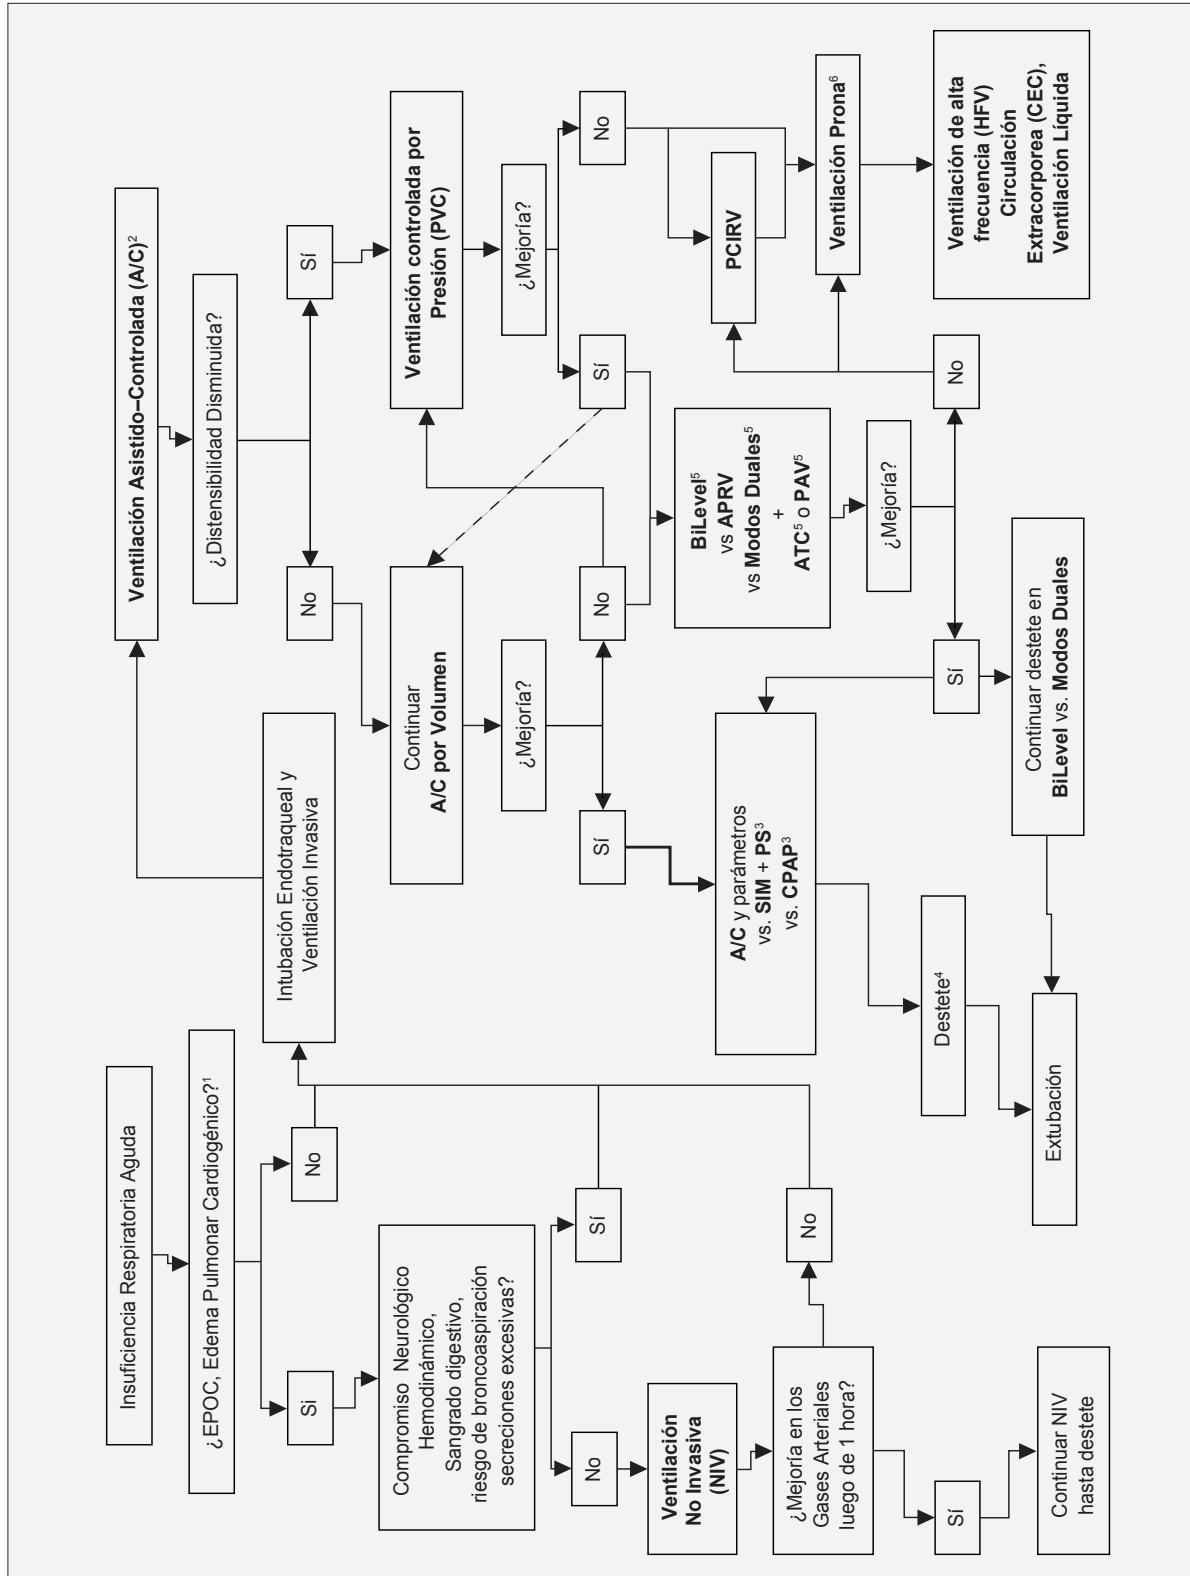 Insuficiencia Respiratoria Aguda
¿EPOC, Edema Pulmonar Cardiogénico?¹
Si
No
Compromiso Neurológico
Hemodinámico,
Sangrado digestivo,
riesgo de broncoaspiración
secreciones excesivas?
No
Sí
Ventilación
No Invasiva
(NIV)
¿Mejoría en los
Gases Arteriales
luego de 1 hora?
Sí
No
Continuar NIV
hasta destete
Intubación Endotraqueal y
Ventilación Invasiva
Ventilación Asistido–Controlada (A/C)²
¿Distensibilidad Disminuida?
No
Sí
Continuar
A/C por Volumen
¿Mejoría?
Sí
No
A/C y parámetros
vs. SIM + PS³
vs. CPAP³
Destete⁴
Extubación
Ventilación controlada por
Presión (PVC)
¿Mejoría?
Sí
No
BiLevel⁵
vs APRV
vs Modos Duales⁵
+
ATC⁵ o PAV⁵
¿Mejoría?
Sí
No
Continuar destete en
BiLevel vs. Modos Duales
PCIRV
Ventilación Prona⁶
Ventilación de alta
frecuencia (HFV)
Circulación
Extracorporea (CEC),
Ventilación Líquida